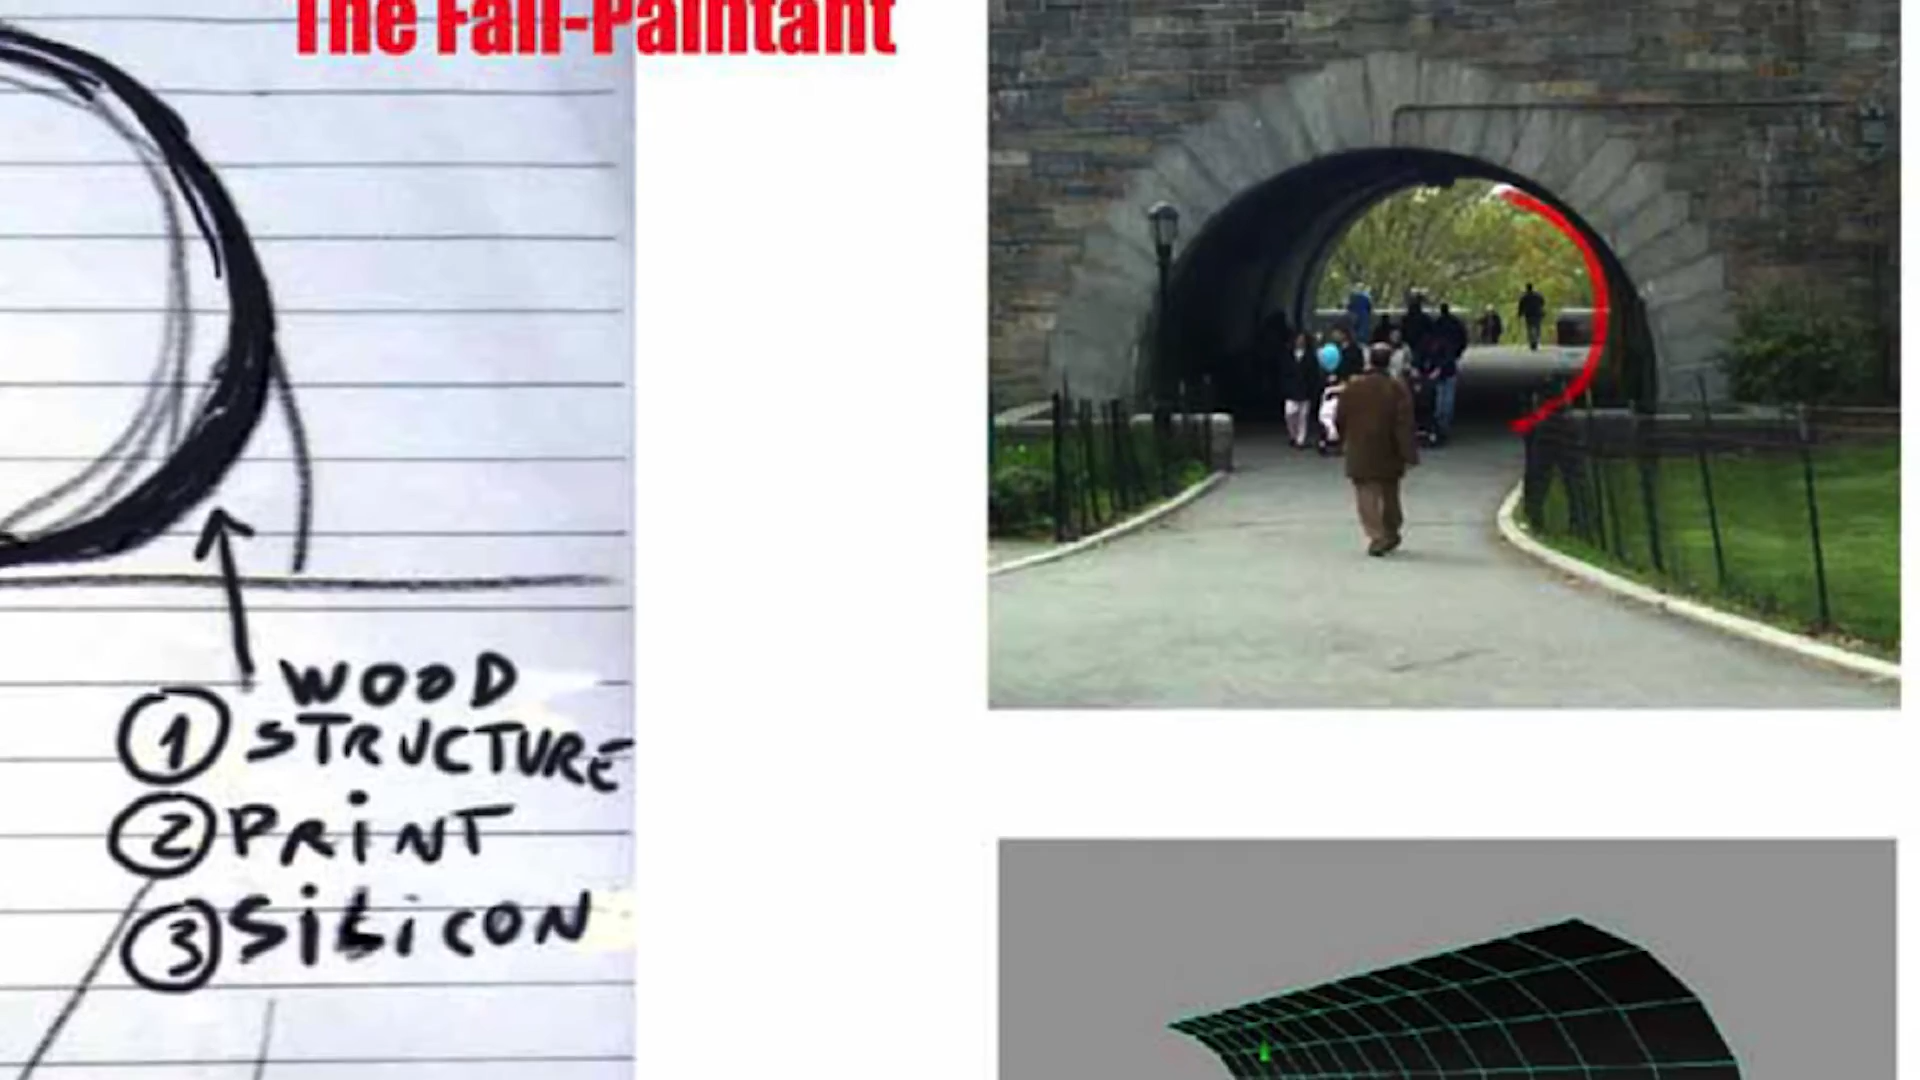 The Fall-Paintant
WOOD
1 STRUCTURE
2 PRiNT
3 SiLiCON